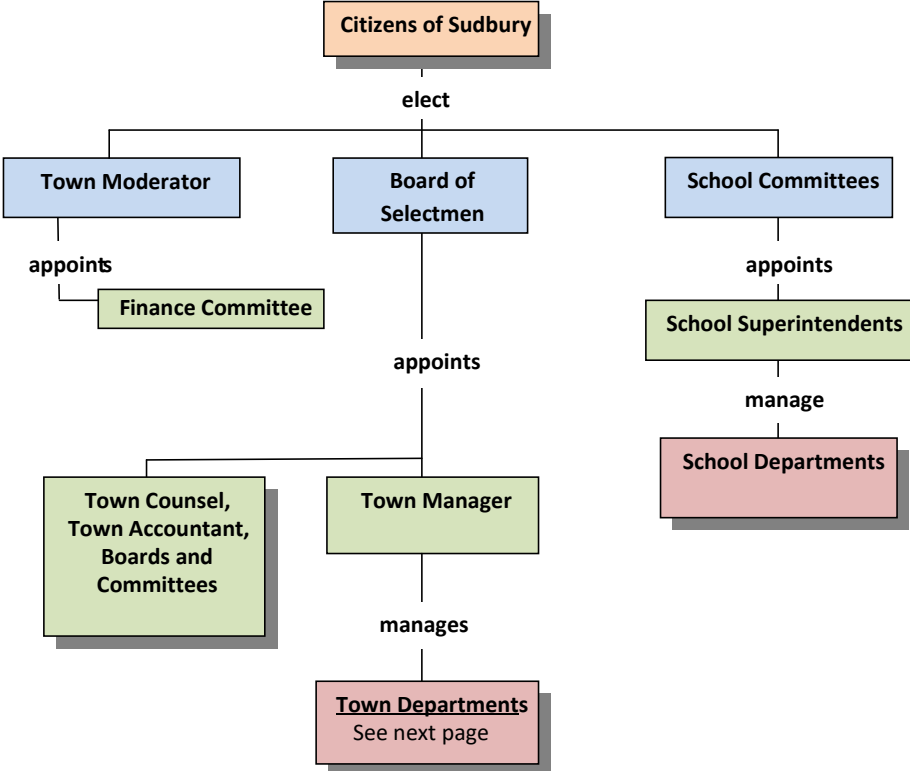 Citizens of Sudbury
elect
Town Moderator
Board of
Selectmen
School Committees
appoints
Finance Committee
appoints
School Superintendents
appoints
manage
School Departments
Town Counsel,
Town Accountant,
Boards and
Committees
Town Manager
manages
Town Departments
See next page